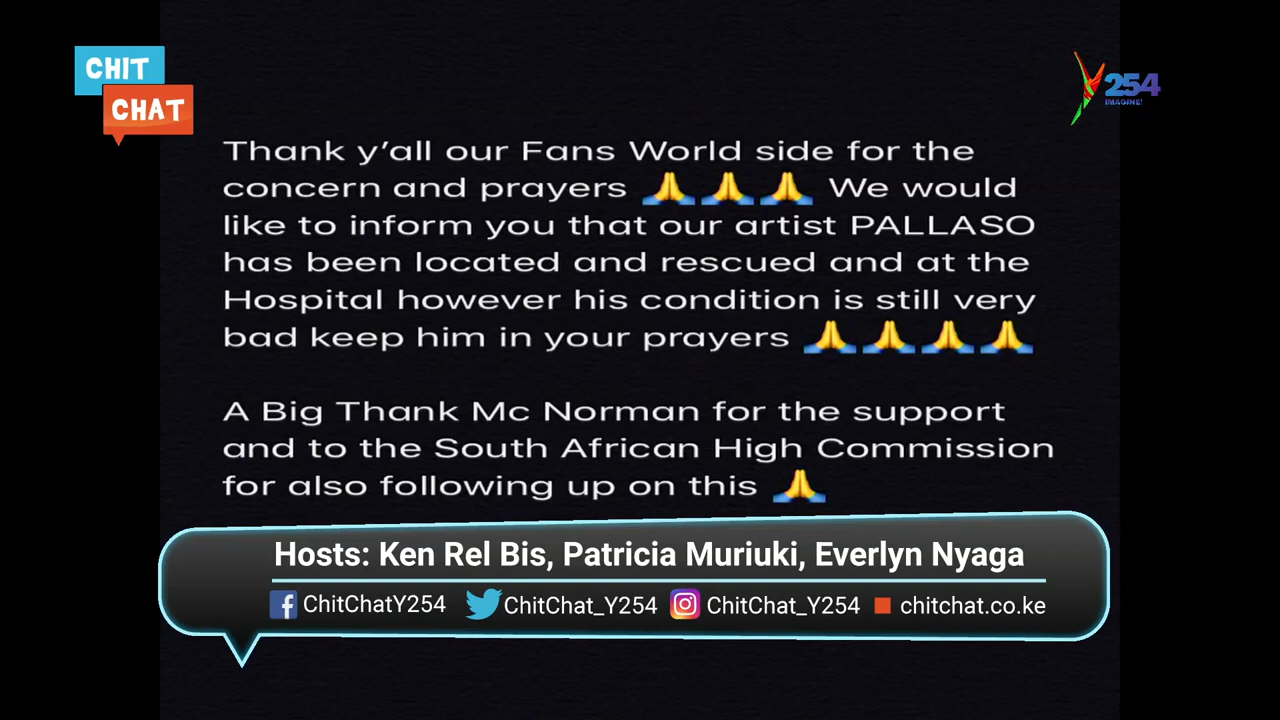 CHIT
CHAT
254
IMAGINE!
Thank y’all our Fans World side for the
concern and prayers 🙏🙏🙏 We would
like to inform you that our artist PALLASO
has been located and rescued and at the
Hospital however his condition is still very
bad keep him in your prayers 🙏🙏🙏🙏
A Big Thank Mc Norman for the support
and to the South African High Commission
for also following up on this 🙏
Hosts: Ken Rel Bis, Patricia Muriuki, Everlyn Nyaga
ChitChatY254 ChitChat_Y254 ChitChat_Y254 chitchat.co.ke